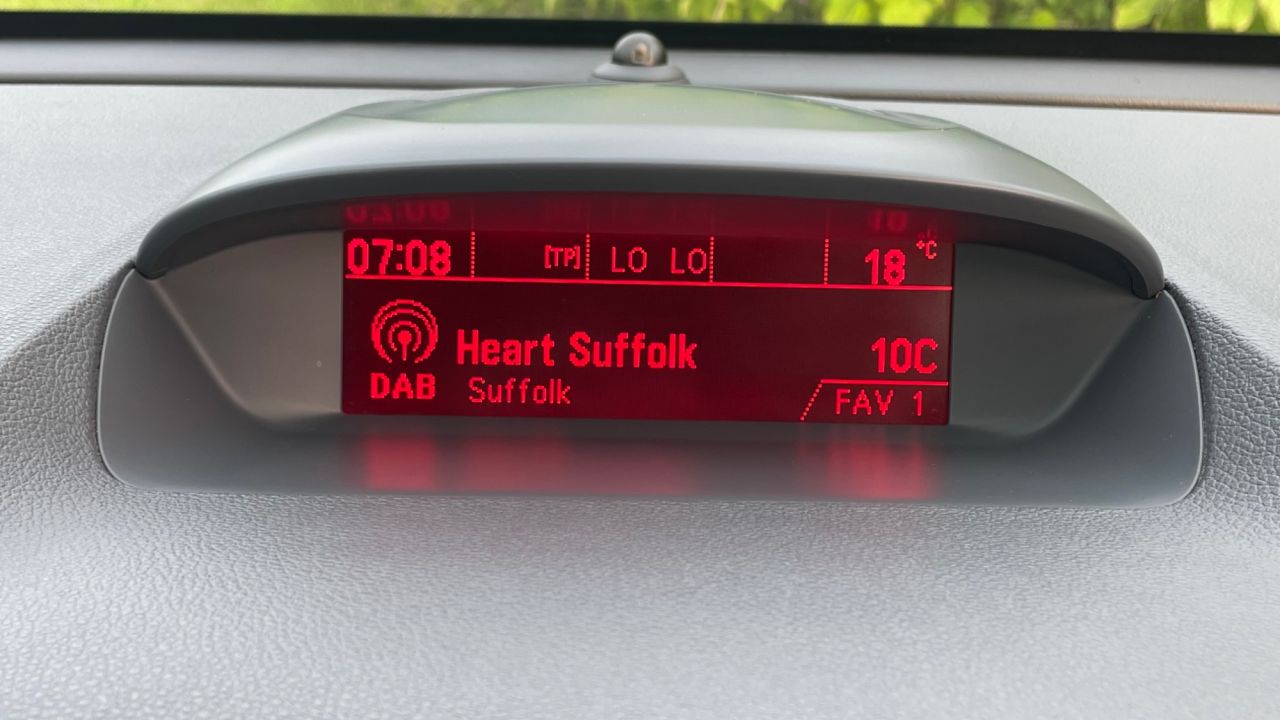 07:08 [TP] LO LO 18 °C
Heart Suffolk 10C
DAB Suffolk FAV 1